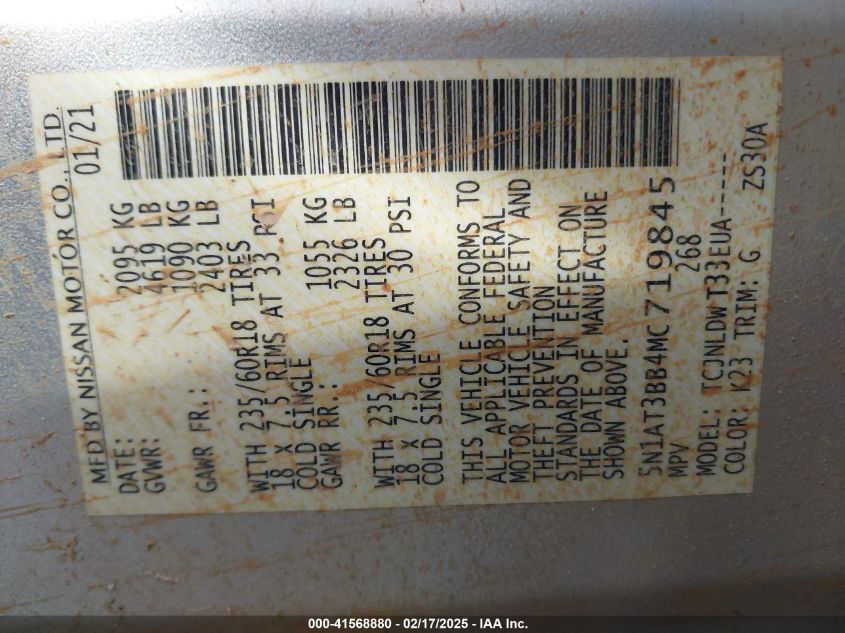 MFD BY NISSAN MOTOR CO., LTD.
DATE: 01/21
GVWR: 2095 KG
4619 LB
GAWR FR.: 1090 KG
2403 LB
WITH 235/60R18 TIRES
18 X 7.5 RIMS AT 33 PSI
COLD SINGLE
GAWR RR.: 1055 KG
2326 LB
WITH 235/60R18 TIRES
18 X 7.5 RIMS AT 30 PSI
COLD SINGLE
THIS VEHICLE CONFORMS TO
ALL APPLICABLE FEDERAL
MOTOR VEHICLE SAFETY AND
THEFT PREVENTION
STANDARDS IN EFFECT ON
THE DATE OF MANUFACTURE
SHOWN ABOVE.
5N1AT3BB4MC719845
MPV 268
MODEL: TCJNLDWT33EUA-----
COLOR: K23 TRIM: G ZS30A
000-41568880 - 02/17/2025 - IAA Inc.